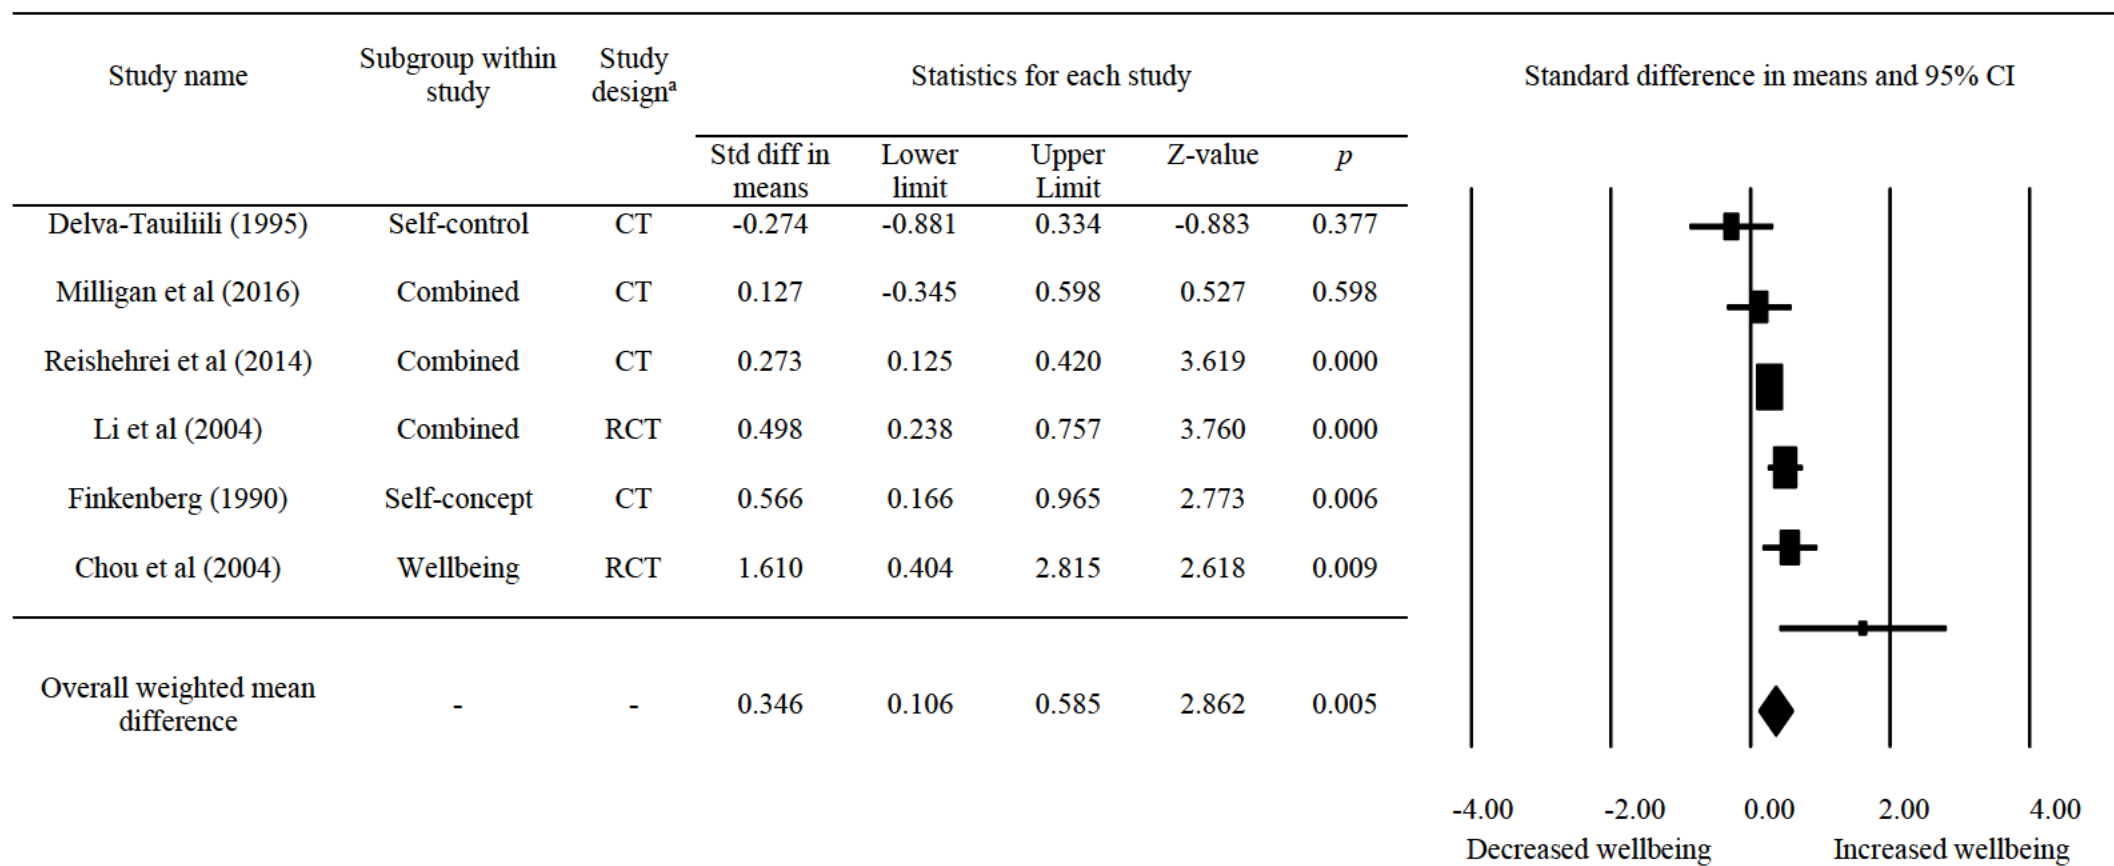 Study name Subgroup within study Study designᵃ Statistics for each study Standard difference in means and 95% CI
Std diff in means Lower limit Upper Limit Z-value p
Delva-Tauiliili (1995) Self-control CT -0.274 -0.881 0.334 -0.883 0.377
Milligan et al (2016) Combined CT 0.127 -0.345 0.598 0.527 0.598
Reishehrei et al (2014) Combined CT 0.273 0.125 0.420 3.619 0.000
Li et al (2004) Combined RCT 0.498 0.238 0.757 3.760 0.000
Finkenberg (1990) Self-concept CT 0.566 0.166 0.965 2.773 0.006
Chou et al (2004) Wellbeing RCT 1.610 0.404 2.815 2.618 0.009
Overall weighted mean difference - - 0.346 0.106 0.585 2.862 0.005
-4.00 -2.00 0.00 2.00 4.00
Decreased wellbeing Increased wellbeing